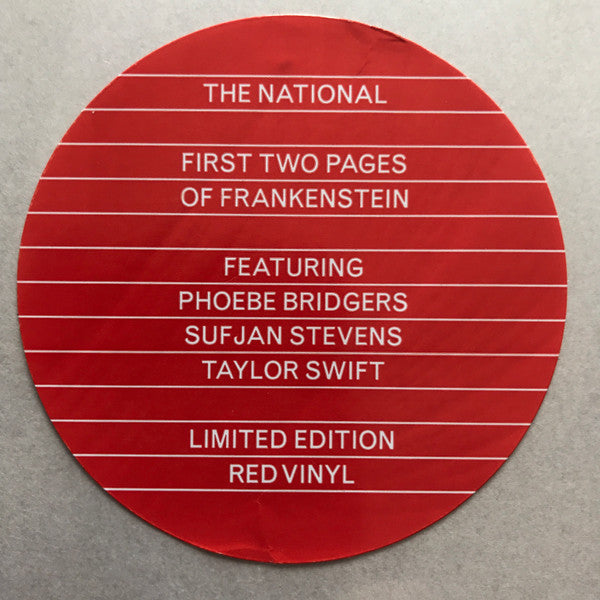 THE NATIONAL
FIRST TWO PAGES
OF FRANKENSTEIN
FEATURING
PHOEBE BRIDGERS
SUFJAN STEVENS
TAYLOR SWIFT
LIMITED EDITION
RED VINYL